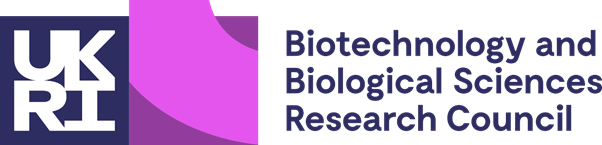 UK
RI
Biotechnology and
Biological Sciences
Research Council